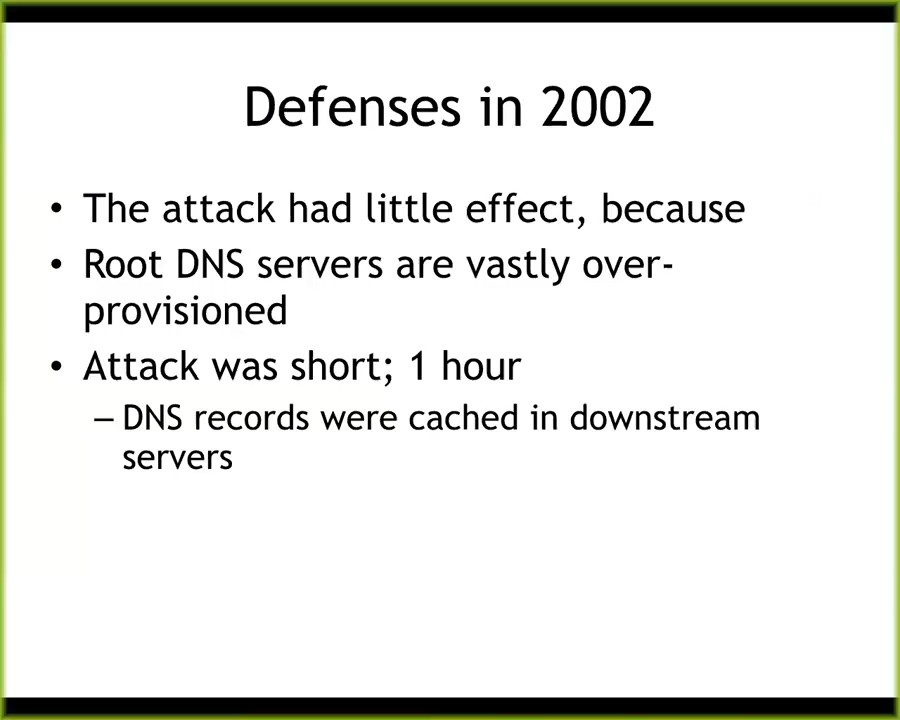 Defenses in 2002
• The attack had little effect, because
• Root DNS servers are vastly over-
provisioned
• Attack was short; 1 hour
– DNS records were cached in downstream
servers